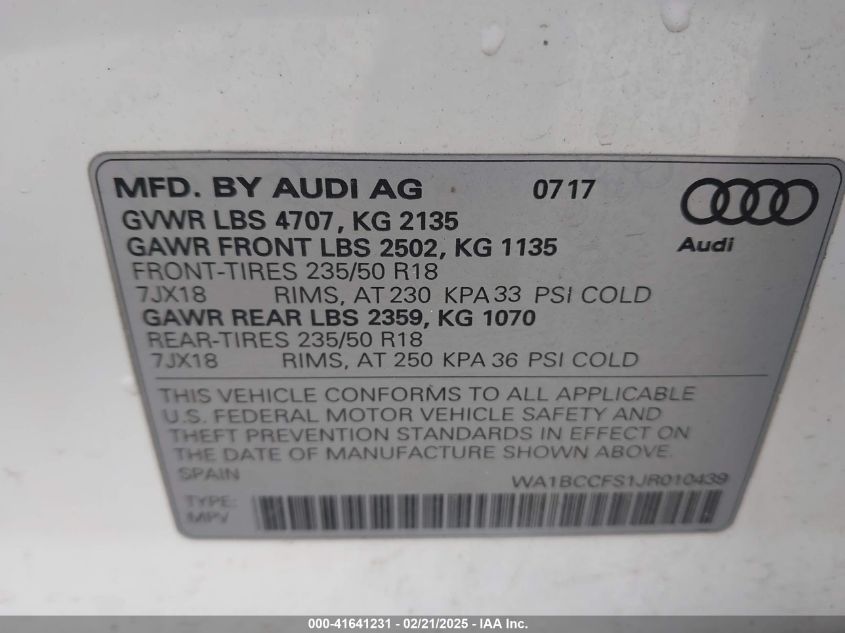 MFD. BY AUDI AG 0717
GVWR LBS 4707, KG 2135
GAWR FRONT LBS 2502, KG 1135
Audi
FRONT-TIRES 235/50 R18
7JX18 RIMS, AT 230 KPA 33 PSI COLD
GAWR REAR LBS 2359, KG 1070
REAR-TIRES 235/50 R18
7JX18 RIMS, AT 250 KPA 36 PSI COLD
THIS VEHICLE CONFORMS TO ALL APPLICABLE
U.S. FEDERAL MOTOR VEHICLE SAFETY AND
THEFT PREVENTION STANDARDS IN EFFECT ON
THE DATE OF MANUFACTURE SHOWN ABOVE.
SPAIN WA1BCCFS1JR010439
TYPE:
MPV
000-41641231 - 02/21/2025 - IAA Inc.